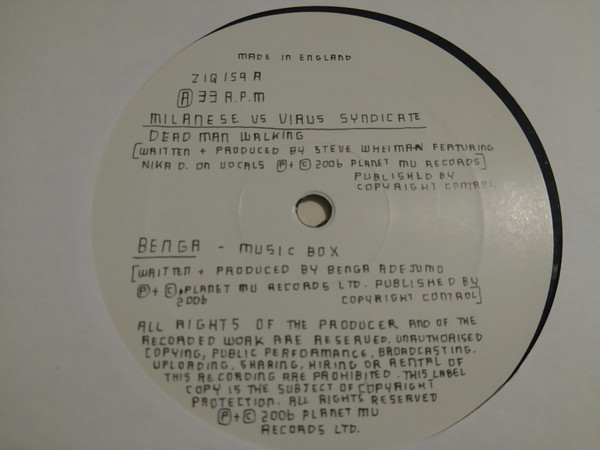 MADE IN ENGLAND
ZIQ159 A
Ⓐ 33 R.P.M
MILANESE VS VIRUS SYNDICATE
DEAD MAN WALKING
[WRITTEN + PRODUCED BY STEVE WHEIMAN FEATURING
NIKA D. ON VOCALS Ⓟ + © 2006 PLANET MU RECORDS]
PUBLISHED BY
COPYRIGHT CONTROL
BENGA - MUSIC BOX
[WRITTEN + PRODUCED BY BENGA ADEJUMO
Ⓟ + ©, PLANET MU RECORDS LTD. PUBLISHED BY
2006 COPYRIGHT CONTROL]
ALL RIGHTS OF THE PRODUCER AND OF THE
RECORDED WORK ARE RESERVED. UNAUTHORISED
COPYING, PUBLIC PERFORMANCE, BROADCASTING.
UPLOADING, SHARING, HIRING OR RENTAL OF
THIS RECORDING ARE PROHIBITED. THIS LABEL
COPY IS THE SUBJECT OF COPYRIGHT
PROTECTION. ALL RIGHTS RESERVED
Ⓟ + © 2006 PLANET MU
RECORDS LTD.